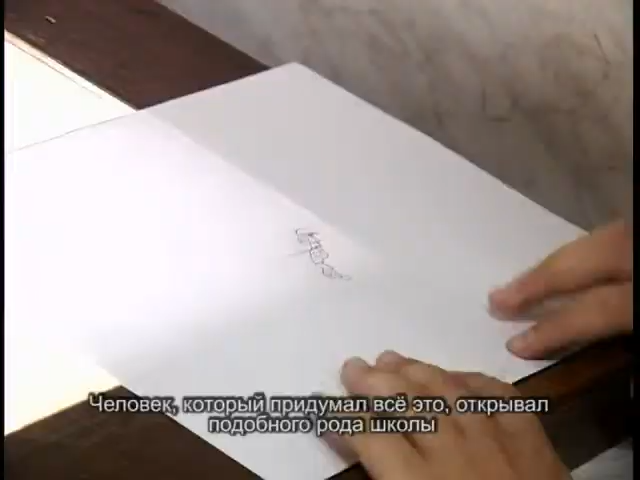 Человек, который придумал всё это, открывал
подобного рода школы